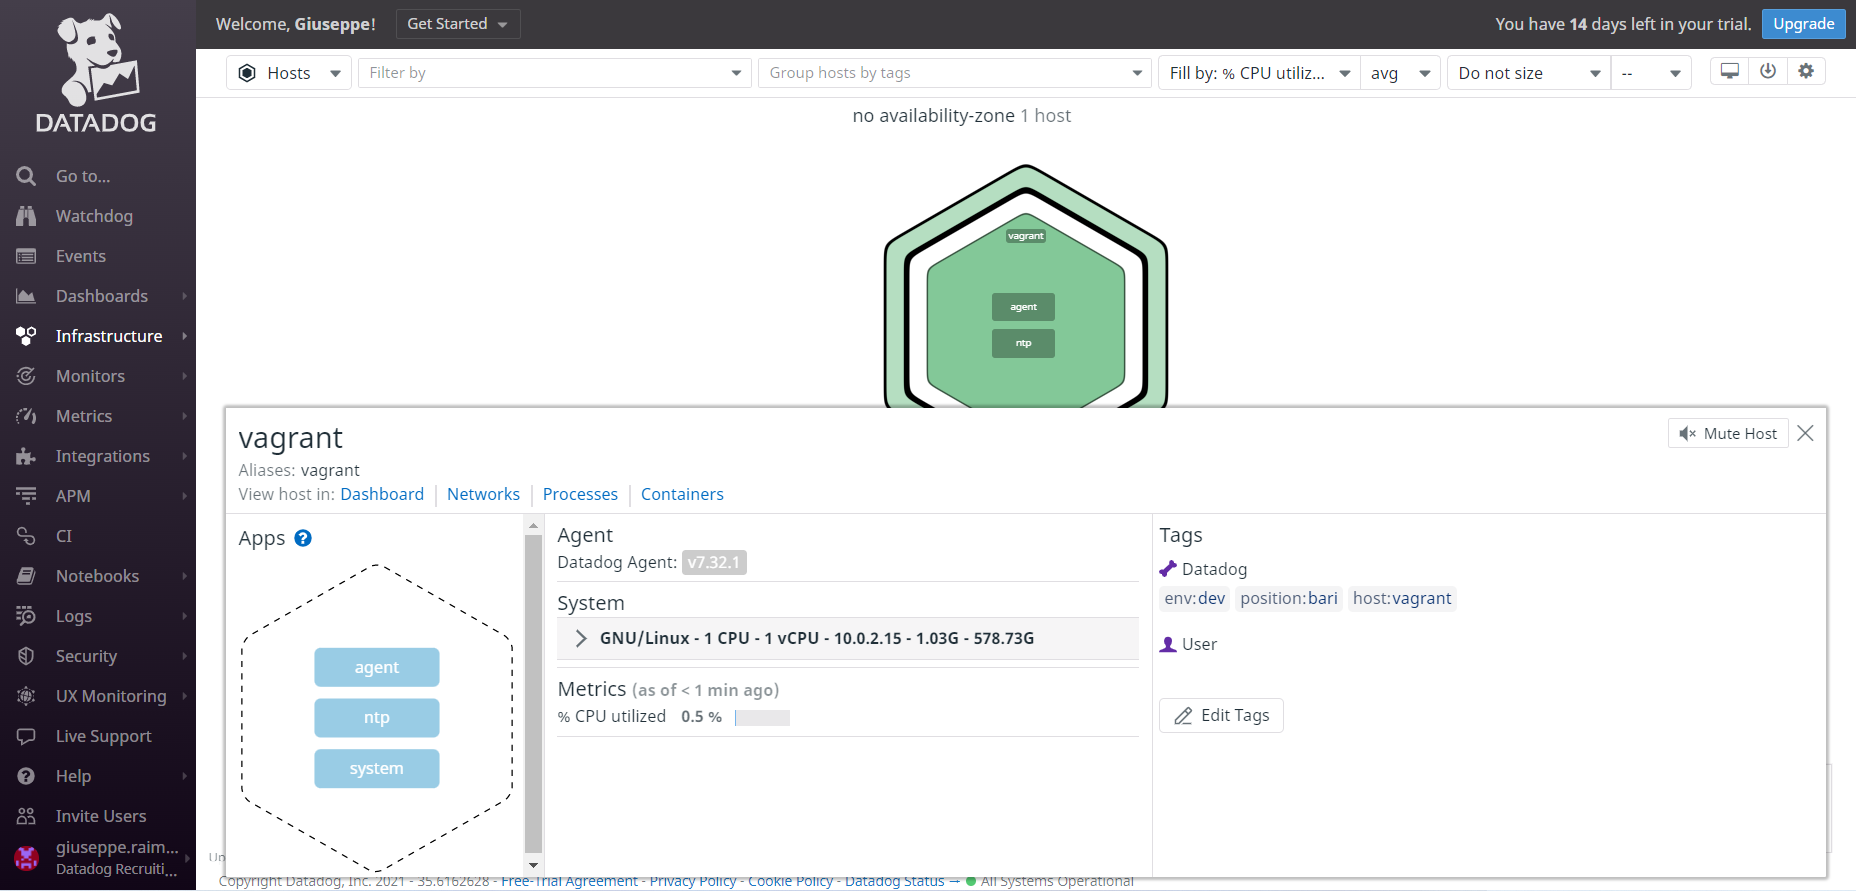 DATADOG
Go to...
Watchdog
Events
Dashboards
Infrastructure
Monitors
Metrics
Integrations
APM
CI
Notebooks
Logs
Security
UX Monitoring
Live Support
Help
Invite Users
giuseppe.raim...
Datadog Recruiti...
Welcome, Giuseppe!
Get Started
You have 14 days left in your trial.
Upgrade
Hosts
Filter by
Group hosts by tags
Fill by: % CPU utiliz...
avg
Do not size
--
no availability-zone 1 host
vagrant
agent
ntp
vagrant
Mute Host
Aliases: vagrant
View host in: Dashboard | Networks | Processes | Containers
Apps ?
agent
ntp
system
Agent
Datadog Agent: v7.32.1
System
GNU/Linux - 1 CPU - 1 vCPU - 10.0.2.15 - 1.03G - 578.73G
Metrics (as of < 1 min ago)
% CPU utilized 0.5 %
Tags
Datadog
env:dev position:bari host:vagrant
User
Edit Tags
Copyright Datadog, Inc. 2021 - 35.6162628 - Free-Trial Agreement - Privacy Policy - Cookie Policy - Datadog Status → All Systems Operational